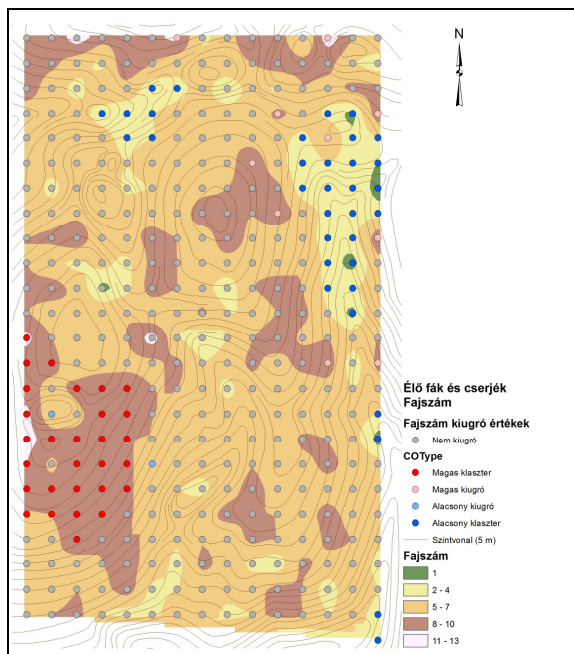 N
Élő fák és cserjék
Fajszám
Fajszám kiugró értékek
Nem kiugró
COType
Magas klaszter
Magas kiugró
Alacsony kiugró
Alacsony klaszter
Szintvonal (5 m)
Fajszám
1
2 - 4
5 - 7
8 - 10
11 - 13